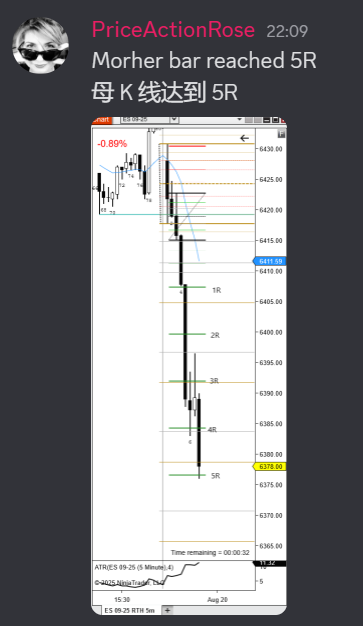 PriceActionRose 22:09
Morher bar reached 5R
母 K 线达到 5R
ES 09-25
F
-0.89%
6430.00
6425.00
6420.00
6415.00
6411.59
6410.00
6405.00
1R
6400.00
2R
6395.00
3R
6390.00
6385.00
4R
6380.00
6378.00
5R
6375.00
6370.00
6365.00
Time remaining = 00:00:32
ATR(ES 09-25 (5 Minute),4)
11.32
5
© 2025 NinjaTrader, LLC
15:30 Aug 20
ES 09-25 RTH 5m +